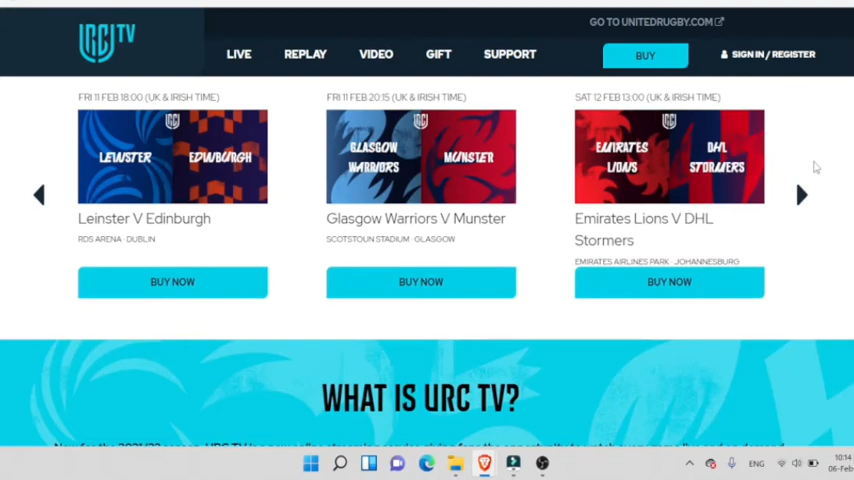 URC TV
GO TO UNITEDRUGBY.COM
LIVE REPLAY VIDEO GIFT SUPPORT BUY SIGN IN / REGISTER
FRI 11 FEB 18:00 (UK & IRISH TIME)
LEINSTER EDINBURGH
Leinster V Edinburgh
RDS ARENA · DUBLIN
BUY NOW
FRI 11 FEB 20:15 (UK & IRISH TIME)
GLASGOW
WARRIORS
MUNSTER
Glasgow Warriors V Munster
SCOTSTOUN STADIUM · GLASGOW
BUY NOW
SAT 12 FEB 13:00 (UK & IRISH TIME)
EMIRATES
LIONS
DHL
STORMERS
Emirates Lions V DHL
Stormers
EMIRATES AIRLINES PARK · JOHANNESBURG
BUY NOW
WHAT IS URC TV?
ENG
10:14
06-Feb